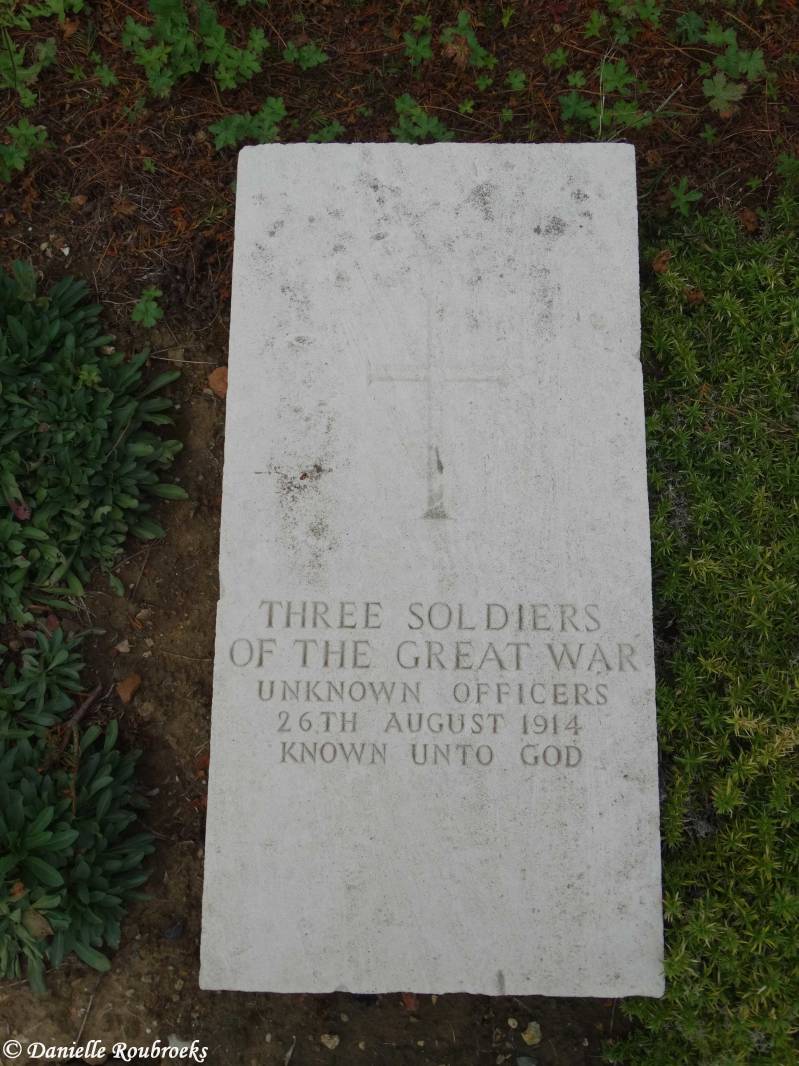 THREE SOLDIERS
OF THE GREAT WAR
UNKNOWN OFFICERS
26TH AUGUST 1914
KNOWN UNTO GOD
© Danielle Roubroeks